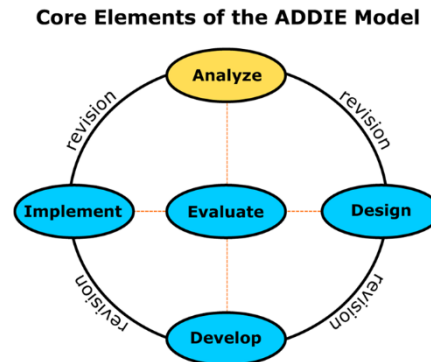 Core Elements of the ADDIE Model
Analyze
revision
revision
Implement
Evaluate
Design
revision
revision
Develop